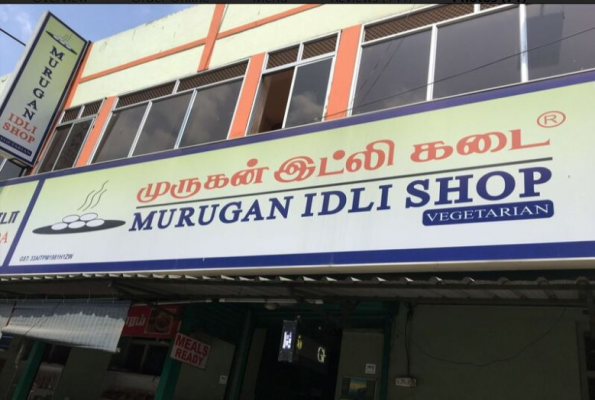 MURUGAN
IDLI
SHOP
முருகன் இட்லி கடை ®
MURUGAN IDLI SHOP
VEGETARIAN
MEALS
READY